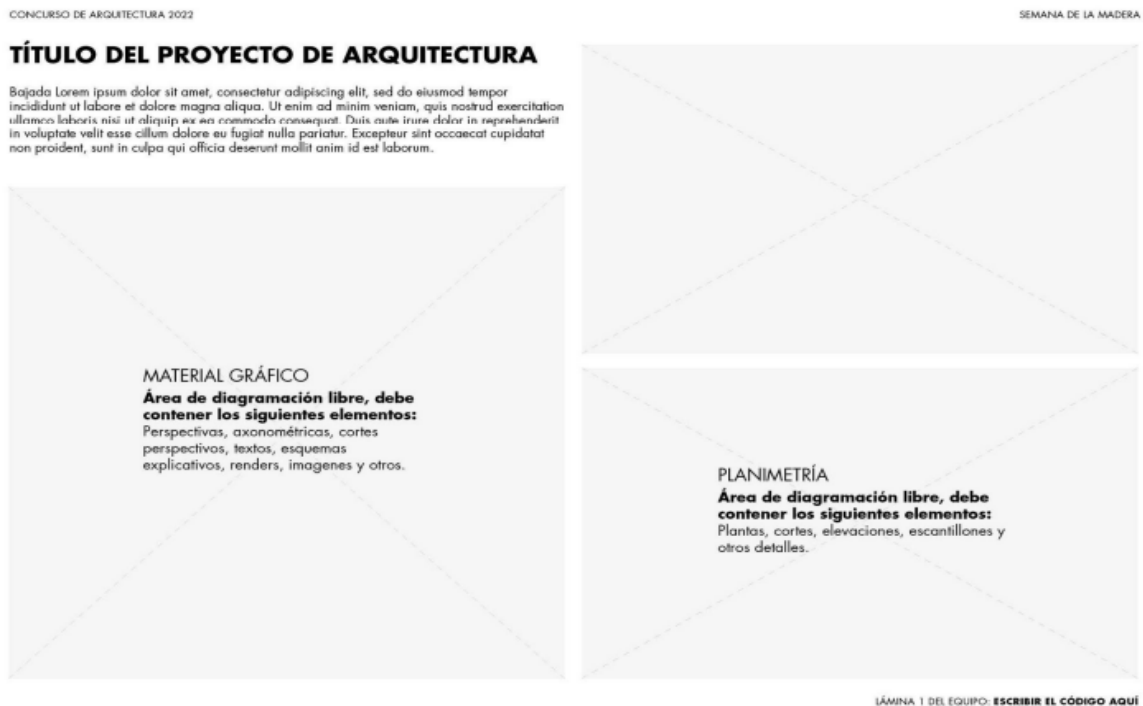 CONCURSO DE ARQUITECTURA 2022
SEMANA DE LA MADERA
TÍTULO DEL PROYECTO DE ARQUITECTURA
Bajada Lorem ipsum dolor sit amet, consectetur adipiscing elit, sed do eiusmod tempor
incididunt ut labore et dolore magna aliqua. Ut enim ad minim veniam, quis nostrud exercitation
ullamco laboris nisi ut aliquip ex ea commodo consequat. Duis aute irure dolor in reprehenderit
in voluptate velit esse cillum dolore eu fugiat nulla pariatur. Excepteur sint occaecat cupidatat
non proident, sunt in culpa qui officia deserunt mollit anim id est laborum.
MATERIAL GRÁFICO
Área de diagramación libre, debe
contener los siguientes elementos:
Perspectivas, axonométricas, cortes
perspectivos, textos, esquemas
explicativos, renders, imagenes y otros.
PLANIMETRÍA
Área de diagramación libre, debe
contener los siguientes elementos:
Plantas, cortes, elevaciones, escantillones y
otros detalles.
LÁMINA 1 DEL EQUIPO: ESCRIBIR EL CÓDIGO AQUÍ